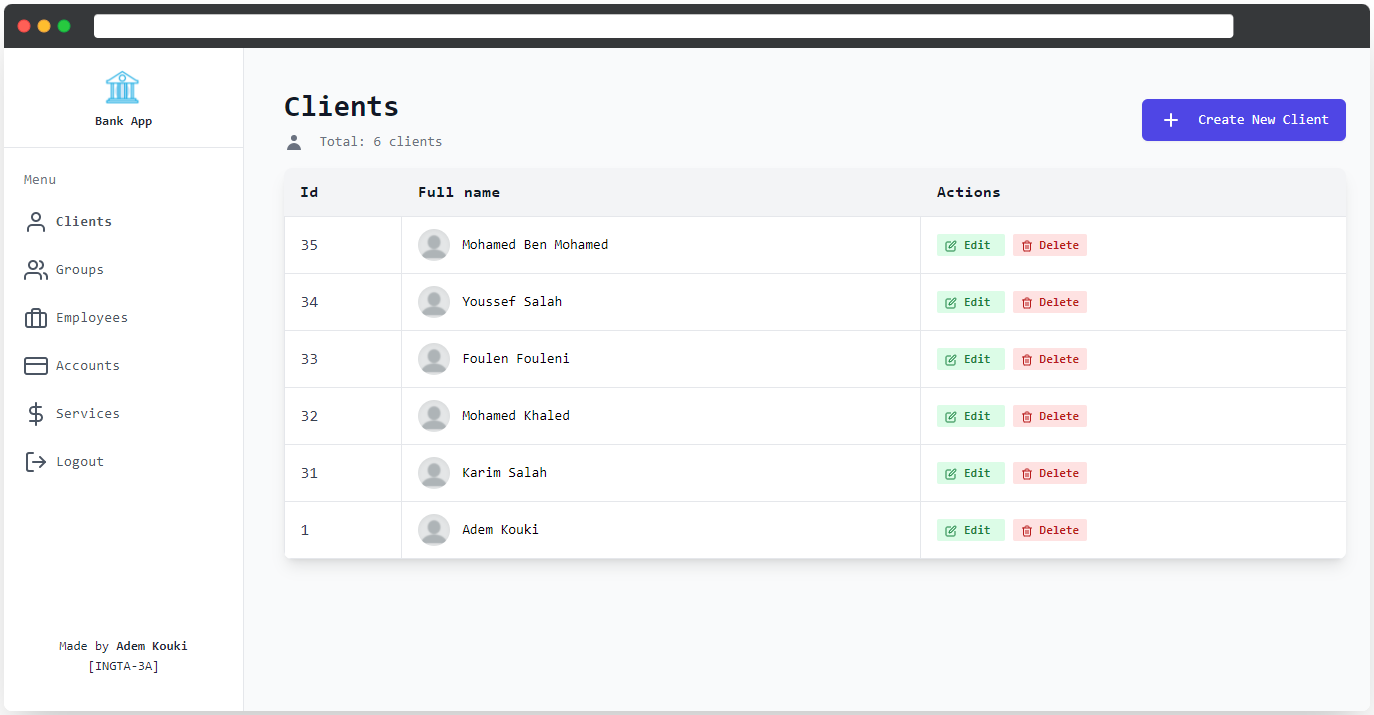 Bank App
Menu
Clients
Groups
Employees
Accounts
Services
Logout
Made by Adem Kouki
[INGTA-3A]
Clients
Total: 6 clients
Create New Client
Id Full name Actions
35 Mohamed Ben Mohamed Edit Delete
34 Youssef Salah Edit Delete
33 Foulen Fouleni Edit Delete
32 Mohamed Khaled Edit Delete
31 Karim Salah Edit Delete
1 Adem Kouki Edit Delete